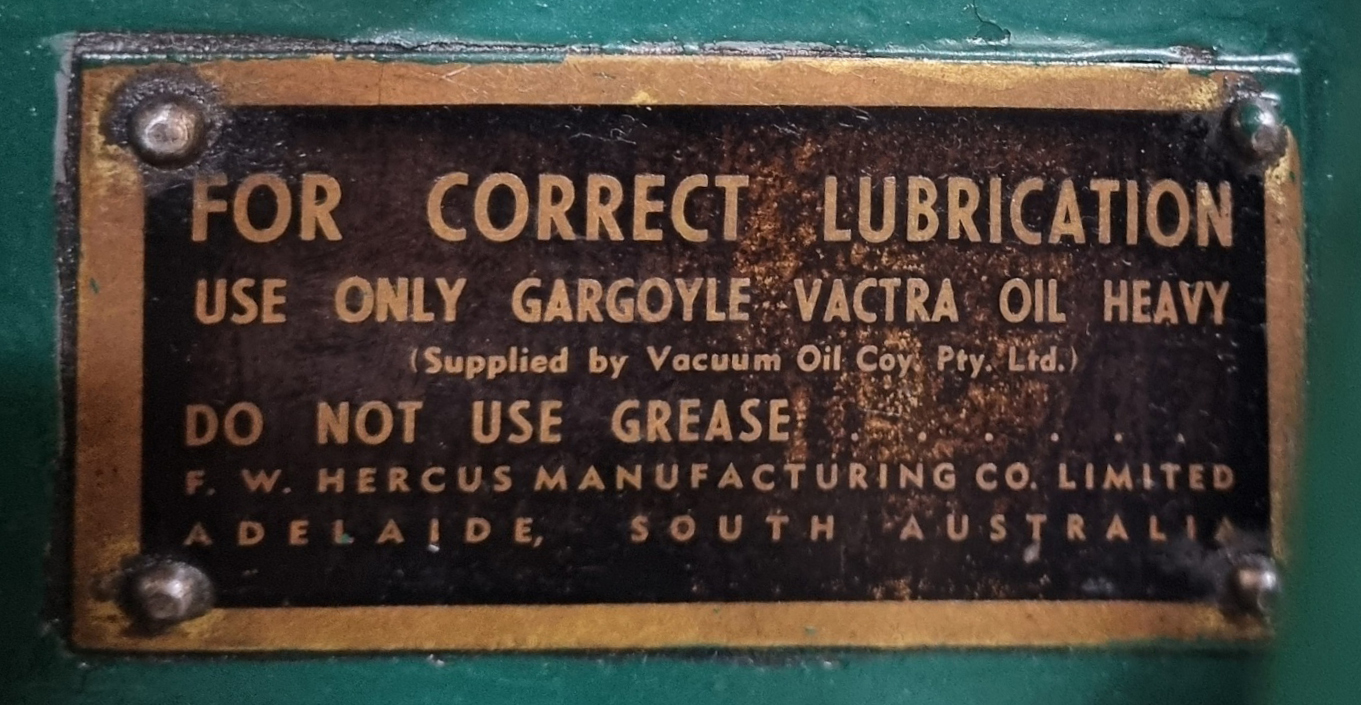 FOR CORRECT LUBRICATION
USE ONLY GARGOYLE VACTRA OIL HEAVY
(Supplied by Vacuum Oil Coy. Pty. Ltd.)
DO NOT USE GREASE. . . . . . .
F. W. HERCUS MANUFACTURING CO. LIMITED
ADELAIDE, SOUTH AUSTRALIA